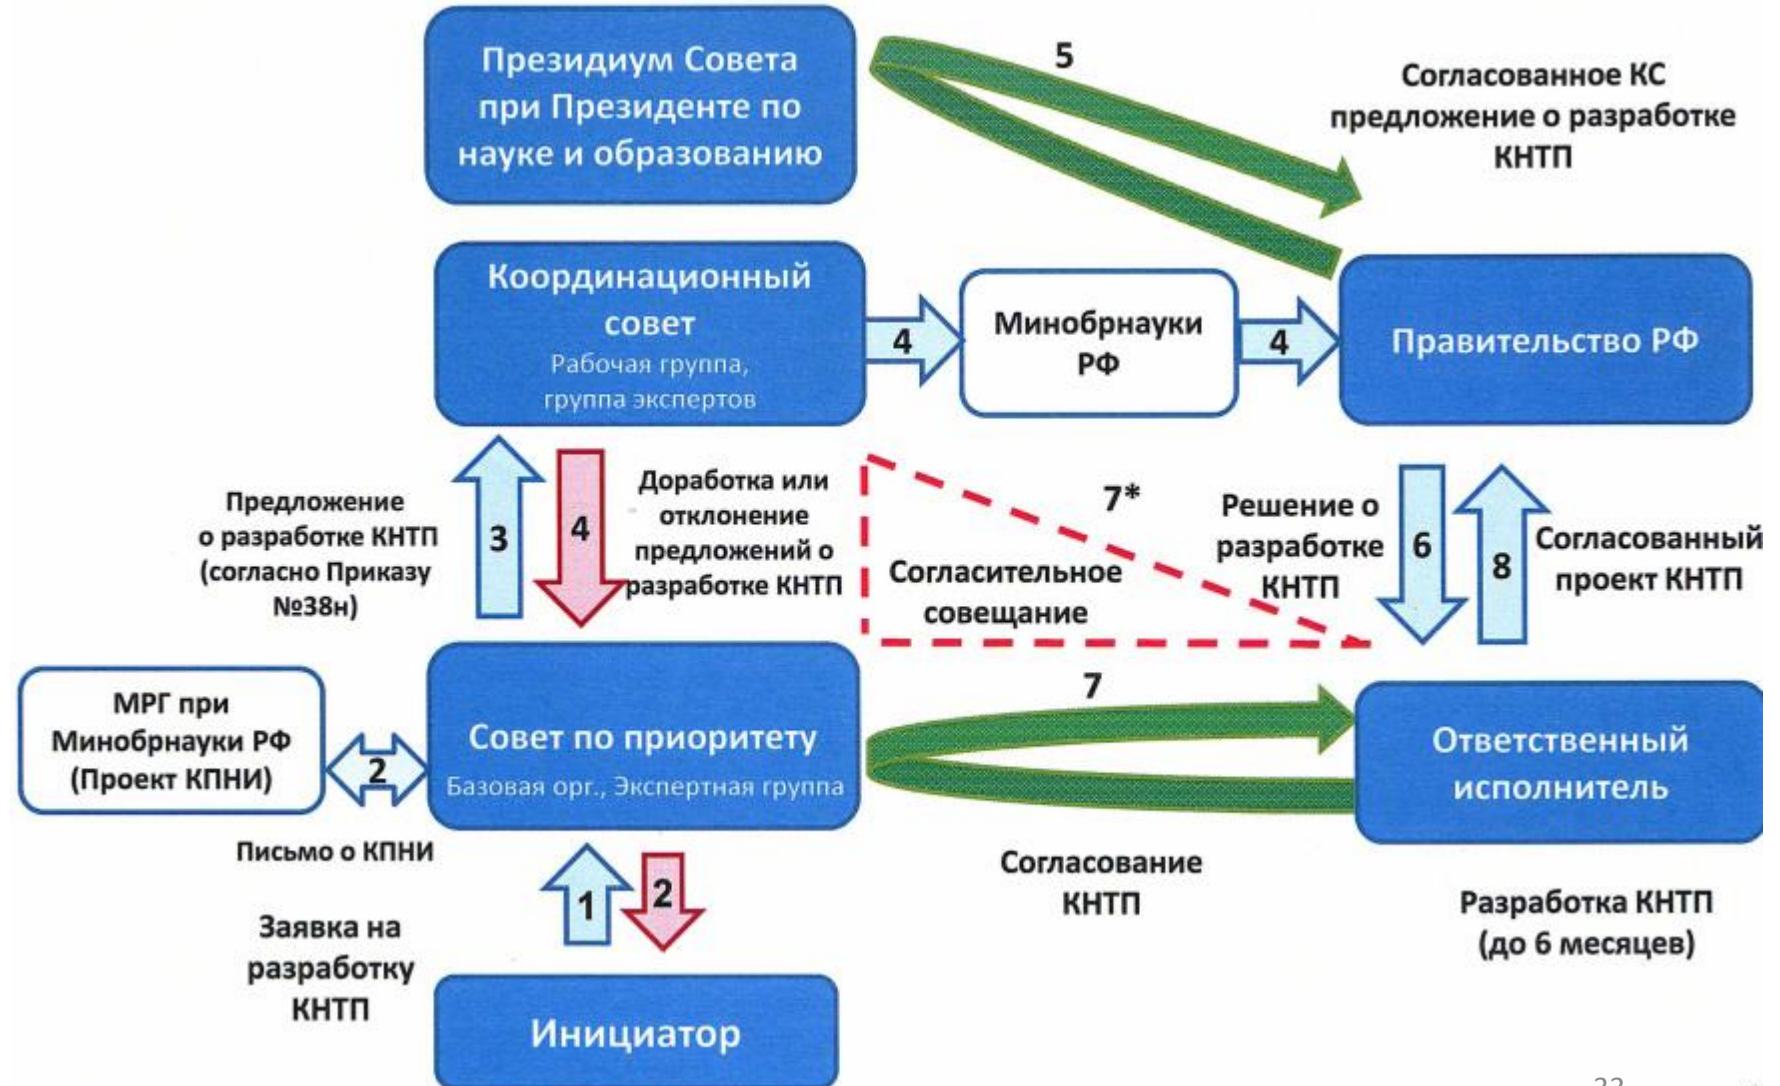 Президиум Совета
при Президенте по
науке и образованию
5
Согласованное КС
предложение о разработке
КНТП
Координационный
совет
Рабочая группа,
группа экспертов
4
Минобрнауки
РФ
4
Правительство РФ
Предложение
о разработке КНТП
(согласно Приказу
№38н)
3
4
Доработка или
отклонение
предложений о
разработке КНТП
7*
Согласительное
совещание
Решение о
разработке
КНТП
6
8
Согласованный
проект КНТП
МРГ при
Минобрнауки РФ
(Проект КПНИ)
2
Письмо о КПНИ
Совет по приоритету
Базовая орг., Экспертная группа
7
Согласование
КНТП
Ответственный
исполнитель
Разработка КНТП
(до 6 месяцев)
Заявка на
разработку
КНТП
1
2
Инициатор